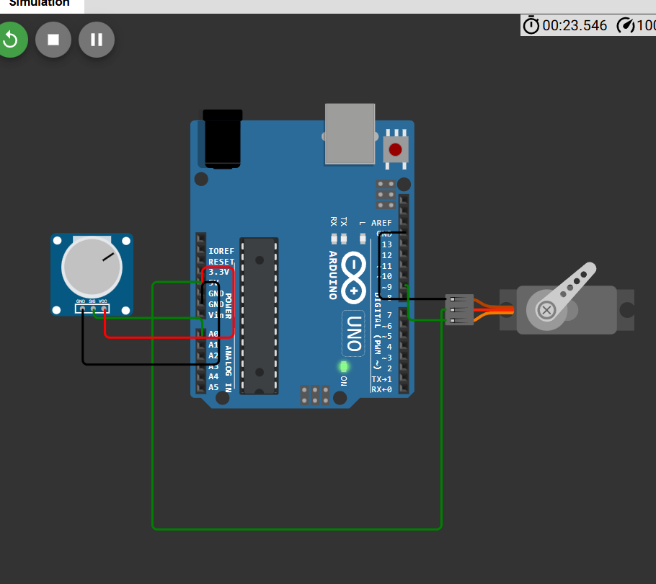 Simulation
00:23.546
100
IOREF
RESET
3.3V
5V
GND
GND
Vin
A0
A1
A2
A3
A4
A5
POWER
ANALOG IN
RX
TX
L
AREF
GND
13
12
~11
~10
~9
8
7
~6
~5
4
~3
2
TX→1
RX←0
DIGITAL (PWM ~)
ARDUINO
UNO
ON
GND SIG VCC